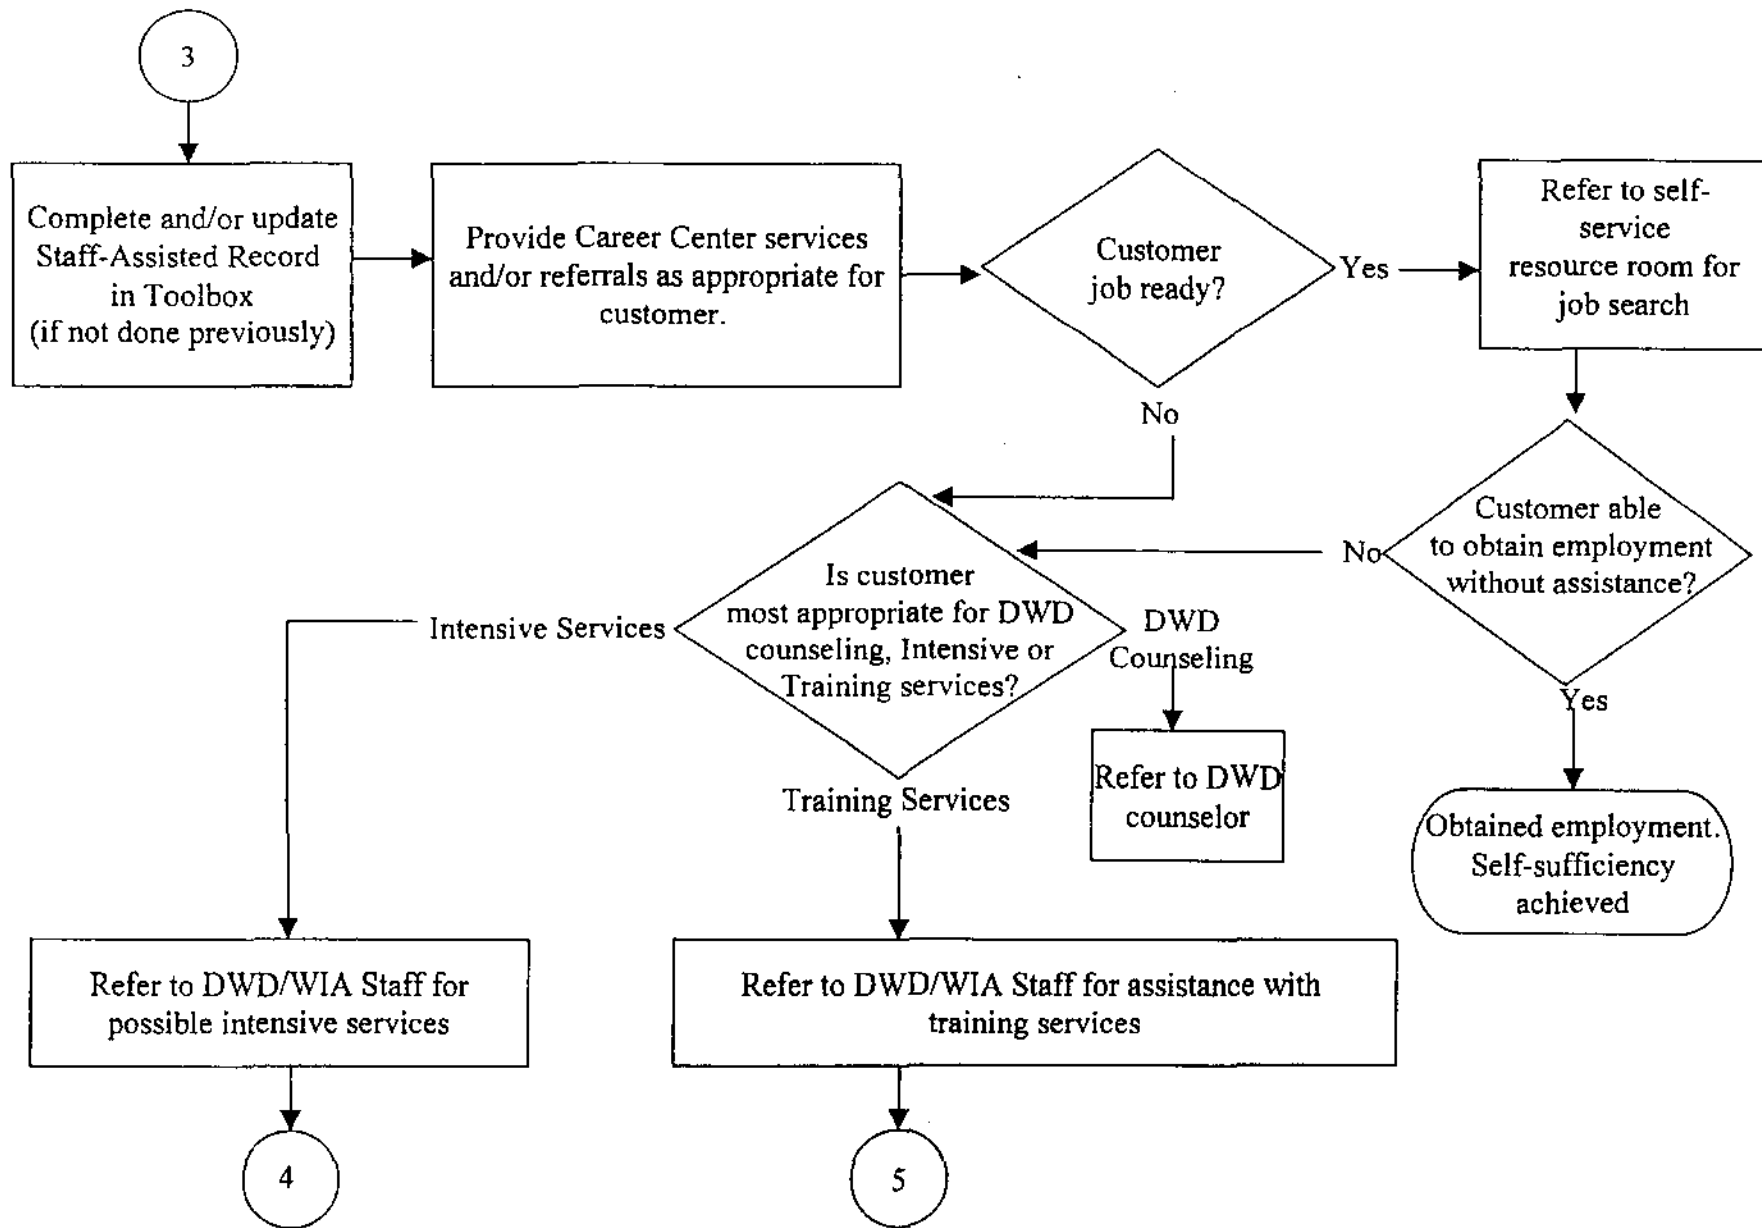 3
Complete and/or update
Staff-Assisted Record
in Toolbox
(if not done previously)
Provide Career Center services
and/or referrals as appropriate for
customer.
Customer
job ready?
Yes
Refer to self-
service
resource room for
job search
No
Customer able
to obtain employment
without assistance?
No
Yes
Obtained employment.
Self-sufficiency
achieved
Is customer
most appropriate for DWD
counseling, Intensive or
Training services?
Intensive Services
DWD
Counseling
Refer to DWD
counselor
Training Services
Refer to DWD/WIA Staff for
possible intensive services
Refer to DWD/WIA Staff for assistance with
training services
4
5